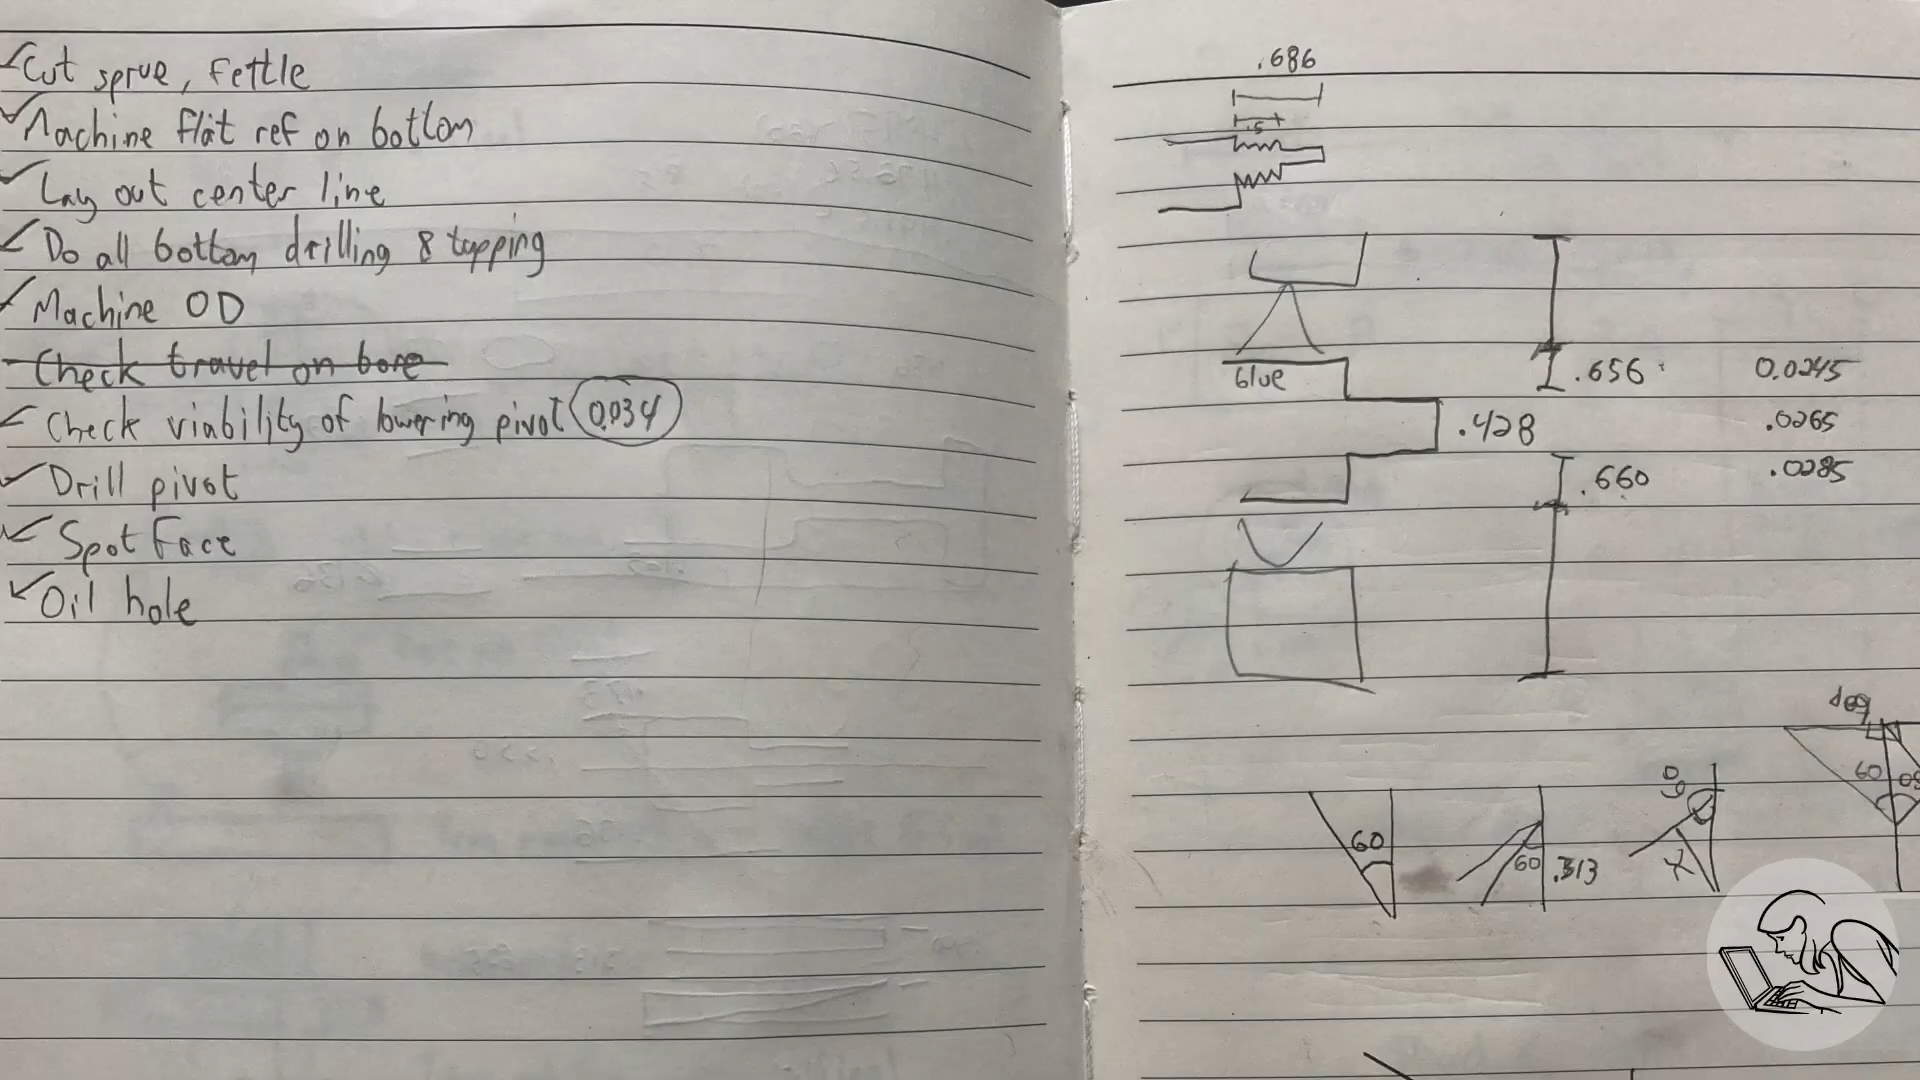 Cut sprue, Fettle
Machine flat ref on bottom
Lay out center line
Do all bottom drilling & tapping
Machine OD
Check travel on bore
Check viability of lowering pivot 0.034
Drill pivot
Spot Face
Oil hole
.686
.5
blue
.656
0.0245
.428
.0265
.660
.0285
60
60
.313
60